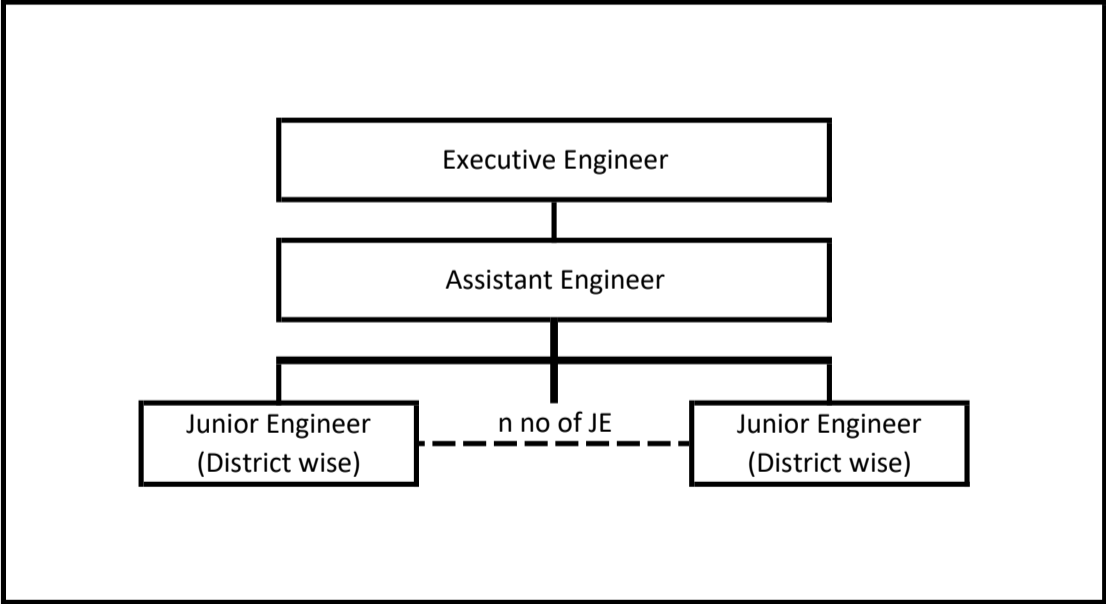 Executive Engineer
Assistant Engineer
Junior Engineer
(District wise)
n no of JE
Junior Engineer
(District wise)